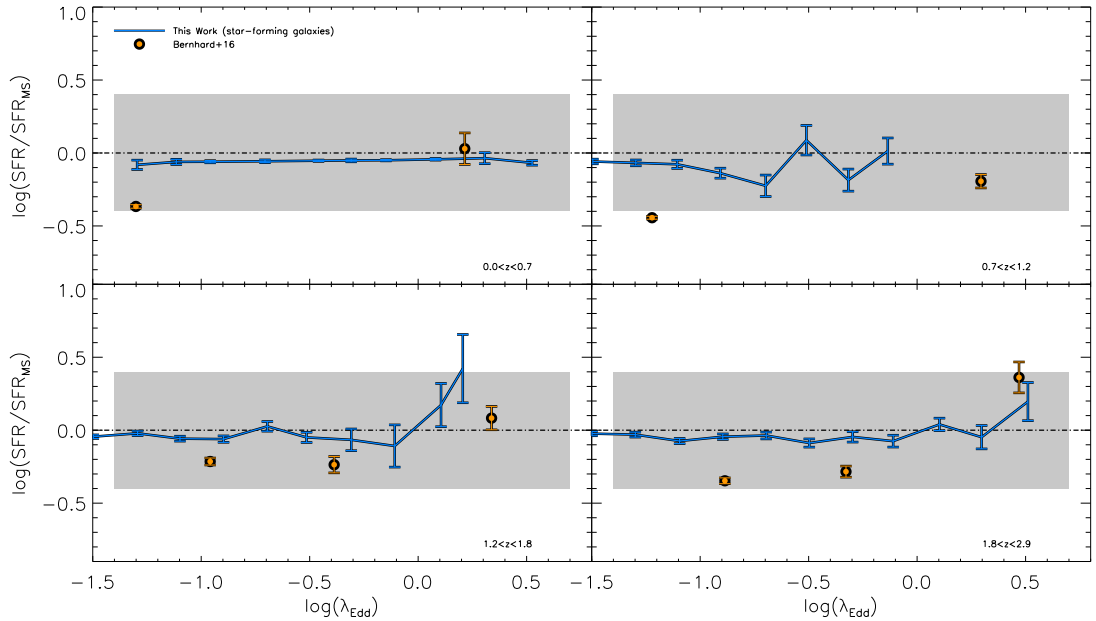 1.0
This Work (star-forming galaxies)
Bernhard+16
0.5
log(SFR/SFR_MS)
0.0
−0.5
0.0<z<0.7
0.7<z<1.2
1.0
0.5
log(SFR/SFR_MS)
0.0
−0.5
1.2<z<1.8
1.8<z<2.9
−1.5 −1.0 −0.5 0.0 0.5 −1.5 −1.0 −0.5 0.0 0.5
log(λ_Edd) log(λ_Edd)